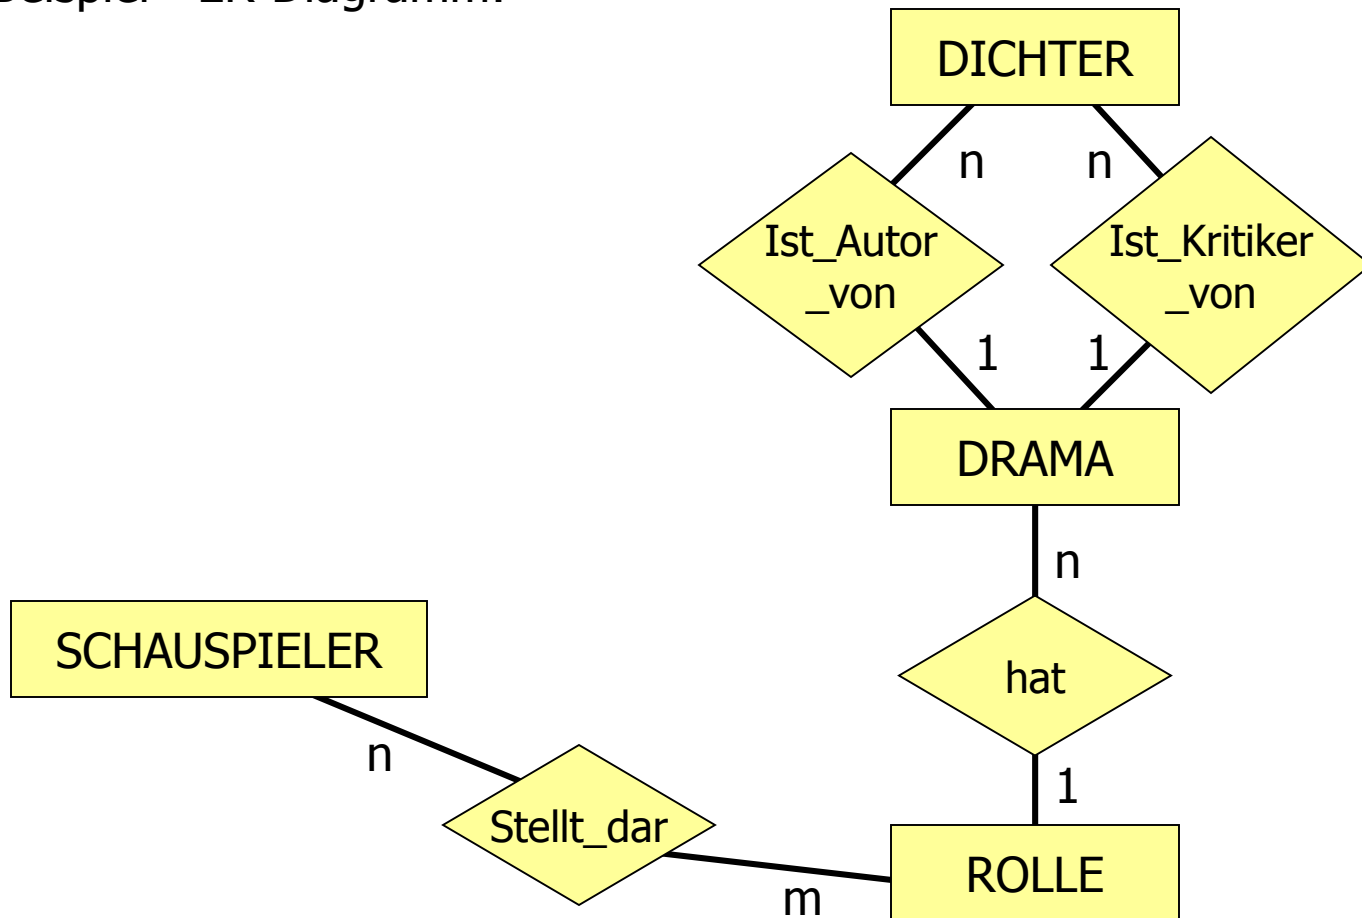 DICHTER
n
n
Ist_Autor
_von
Ist_Kritiker
_von
1
1
DRAMA
n
SCHAUSPIELER
hat
n
1
Stellt_dar
ROLLE
m